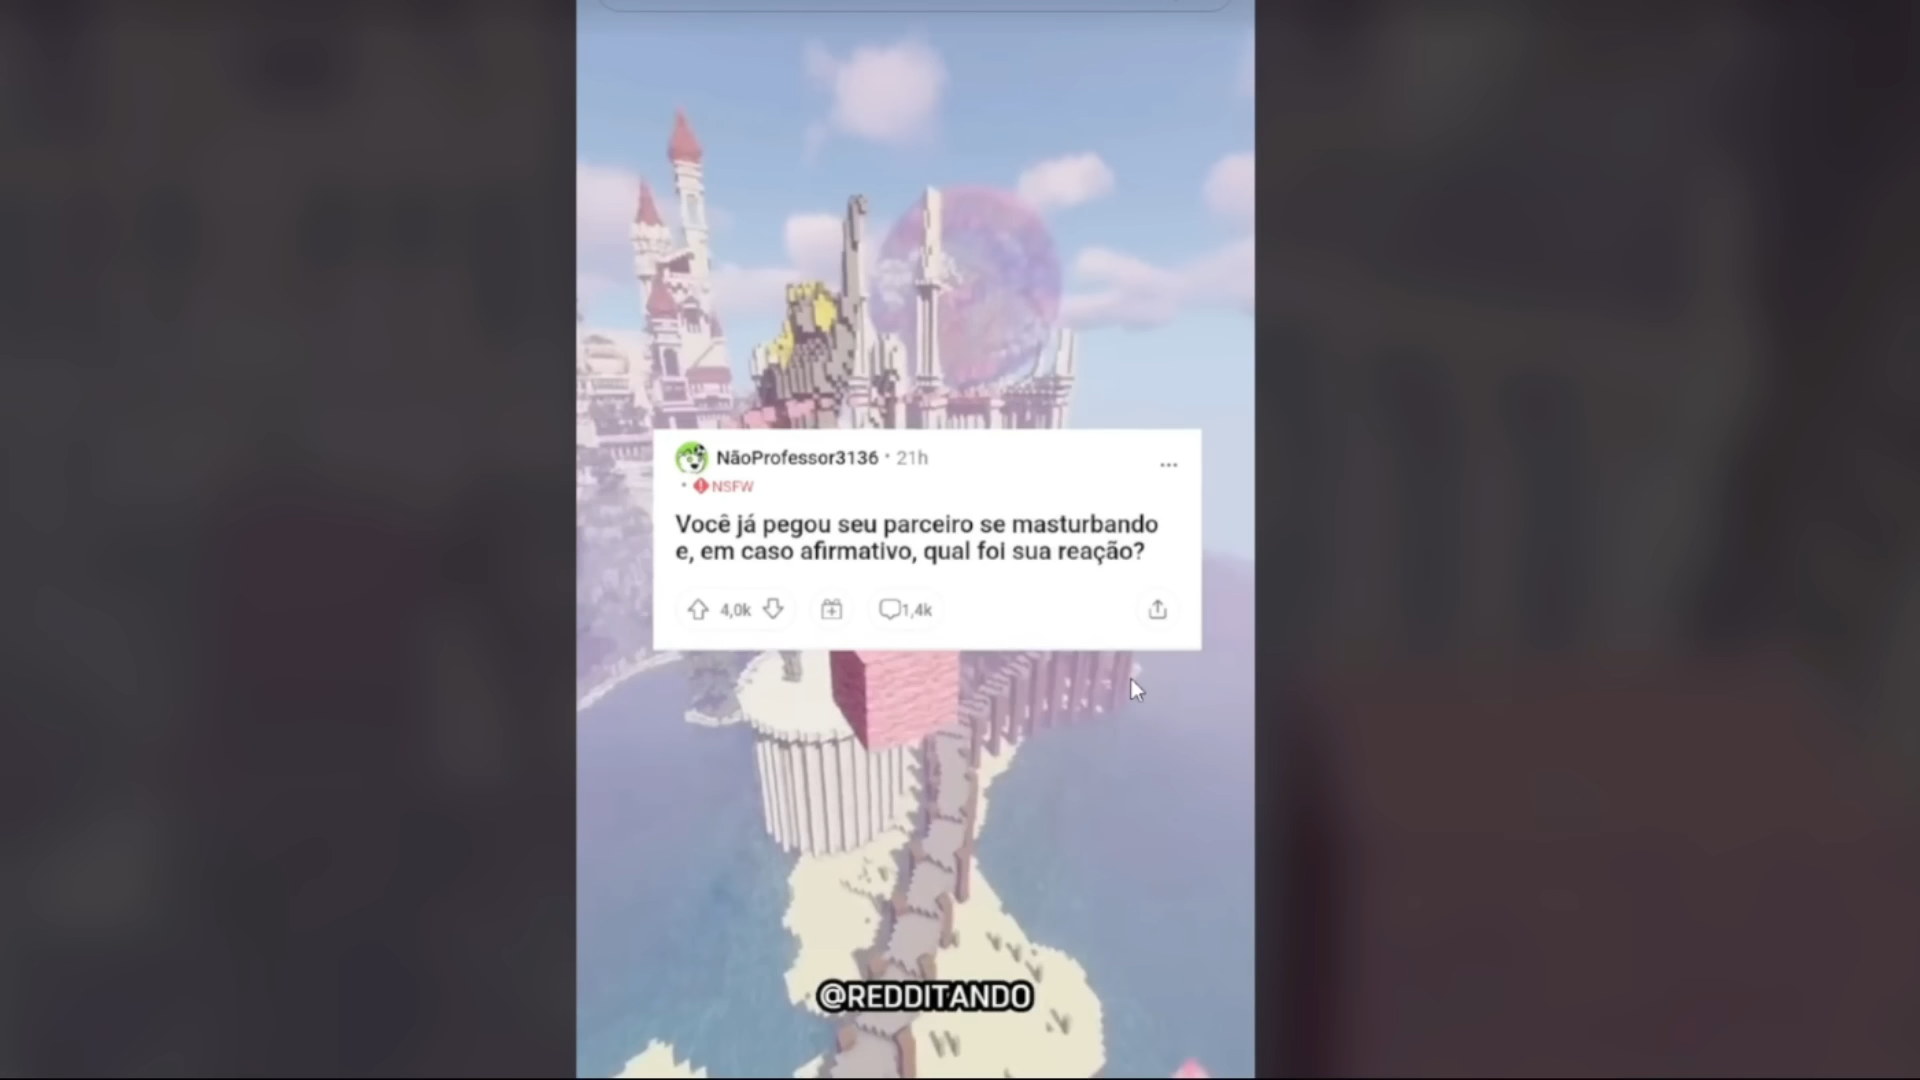 NãoProfessor3136 · 21h
• NSFW
Você já pegou seu parceiro se masturbando
e, em caso afirmativo, qual foi sua reação?
4,0k 1,4k
@REDDITANDO